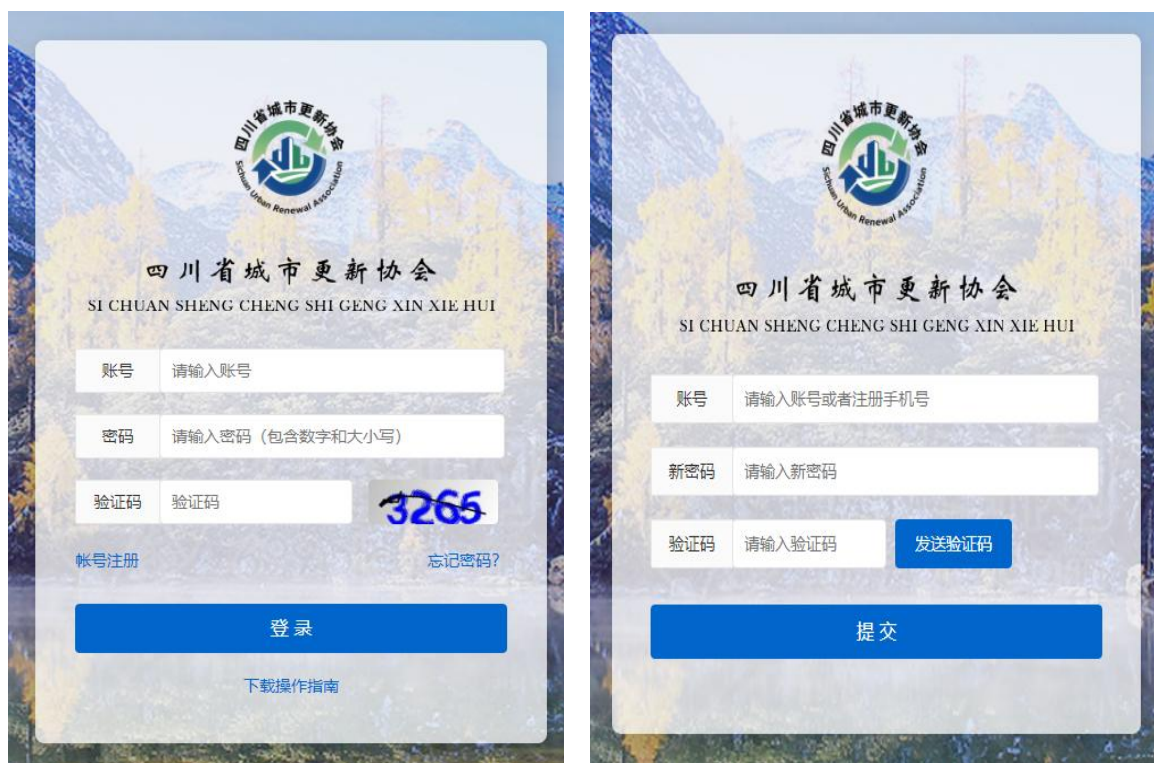 四川省城市更新协会
Sichuan Urban Renewal Association
四川省城市更新协会
SI CHUAN SHENG CHENG SHI GENG XIN XIE HUI
账号 请输入账号
密码 请输入密码（包含数字和大小写）
验证码 验证码 3265
帐号注册 忘记密码?
登录
下载操作指南
四川省城市更新协会
Sichuan Urban Renewal Association
四川省城市更新协会
SI CHUAN SHENG CHENG SHI GENG XIN XIE HUI
账号 请输入账号或者注册手机号
新密码 请输入新密码
验证码 请输入验证码 发送验证码
提交